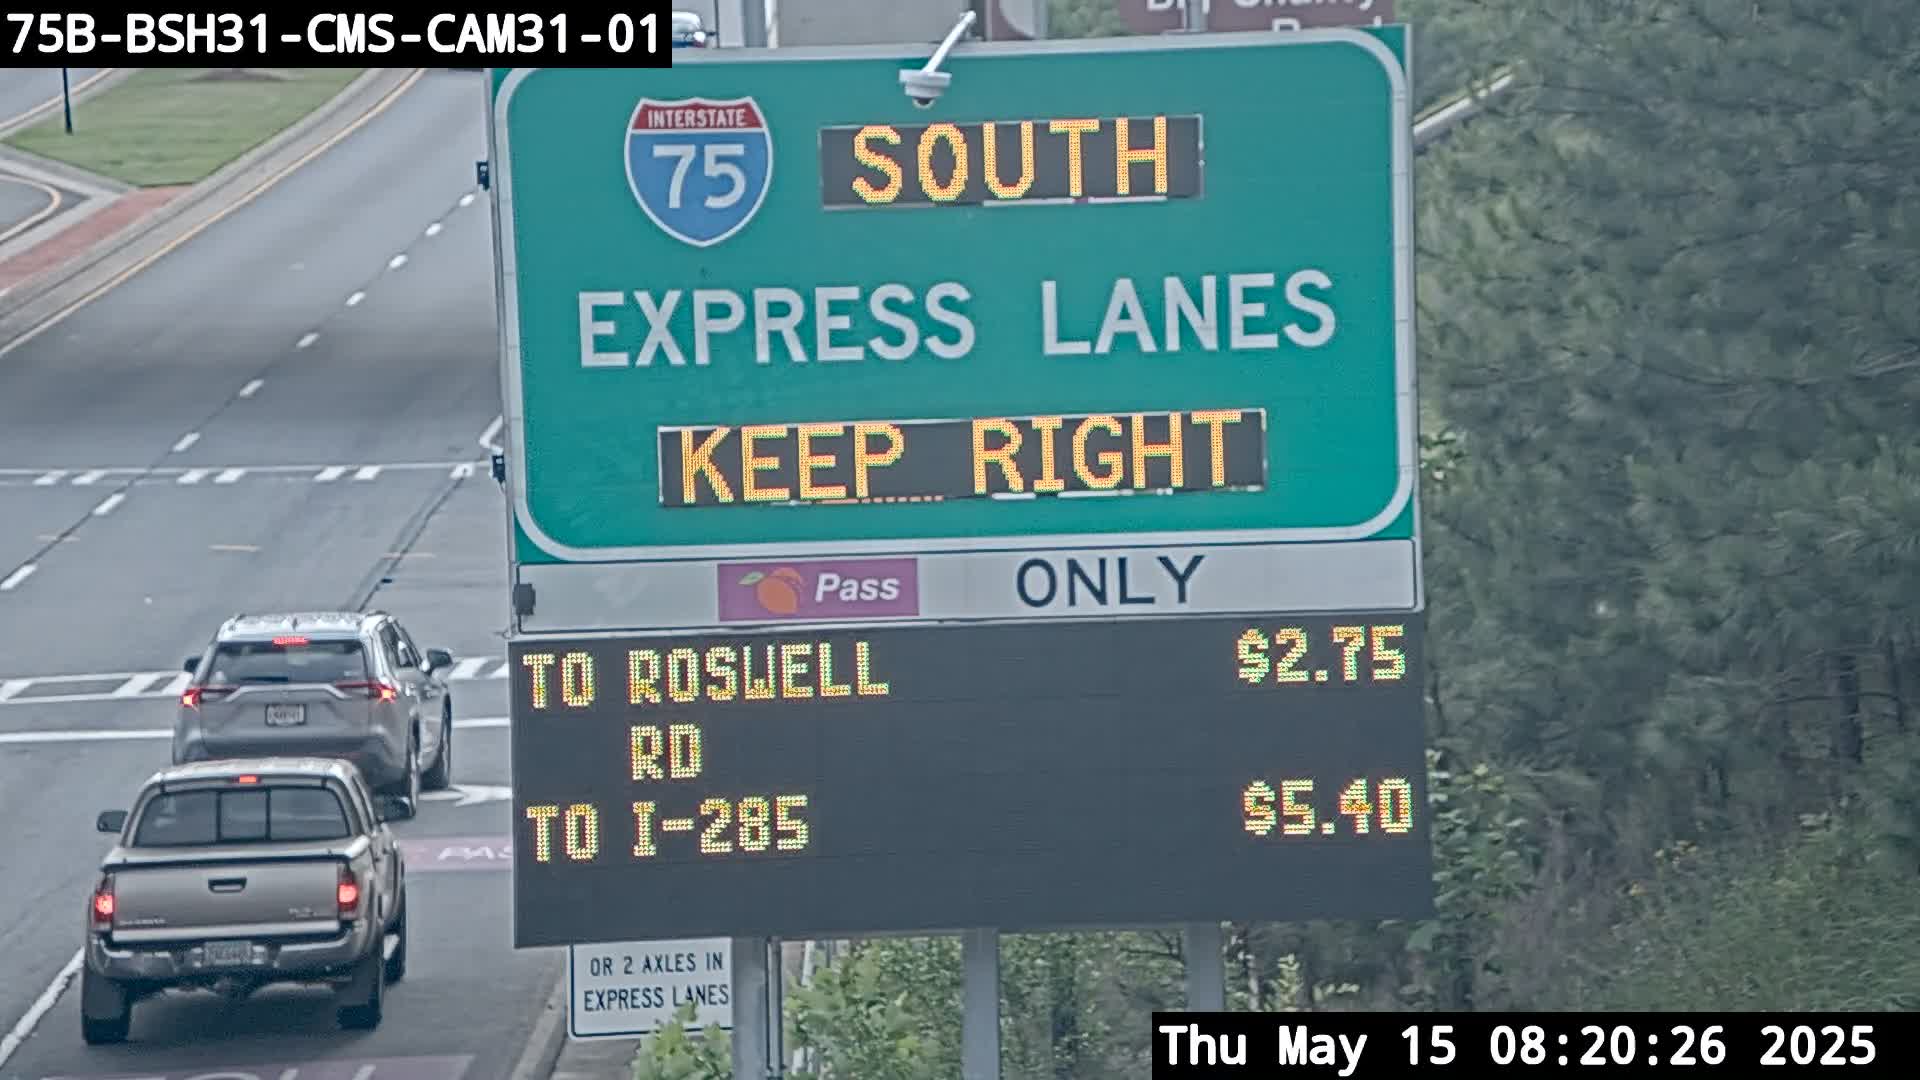 75B-BSH31-CMS-CAM31-01
Road
INTERSTATE
75
SOUTH
EXPRESS LANES
KEEP RIGHT
Pass
ONLY
TO ROSWELL $2.75
RD
TO I-285 $5.40
OR 2 AXLES IN
EXPRESS LANES
Thu May 15 08:20:26 2025